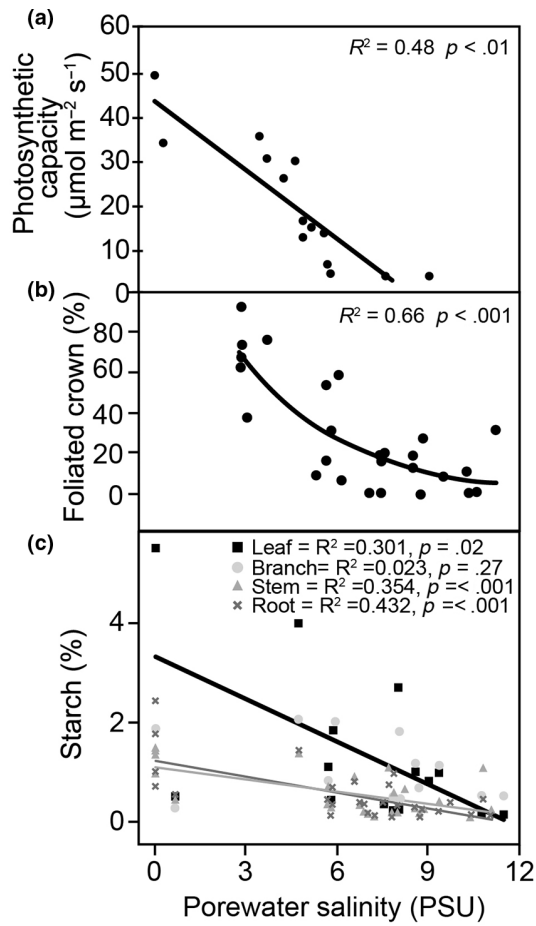 (a)
60
50
40
30
20
10
0
Photosynthetic
capacity
(μmol m⁻² s⁻¹)
R² = 0.48 p < .01
(b)
80
60
40
20
0
Foliated crown (%)
R² = 0.66 p < .001
(c)
Leaf = R² =0.301, p = .02
Branch= R² =0.023, p = .27
Stem = R² =0.354, p =< .001
Root = R² =0.432, p =< .001
4
2
0
Starch (%)
0 3 6 9 12
Porewater salinity (PSU)